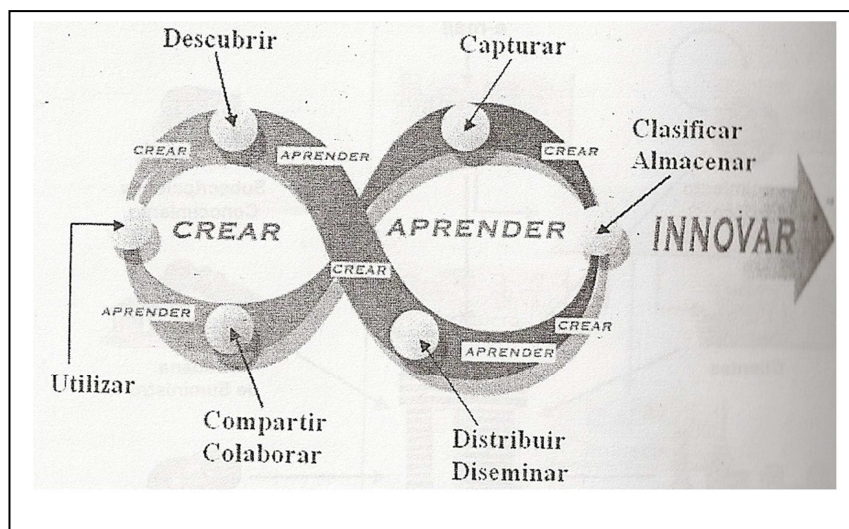 Descubrir
Capturar
Clasificar
Almacenar
CREAR
APRENDER
CREAR
CREAR
APRENDER
INNOVAR
CREAR
APRENDER
CREAR
APRENDER
Utilizar
Compartir
Colaborar
Distribuir
Diseminar